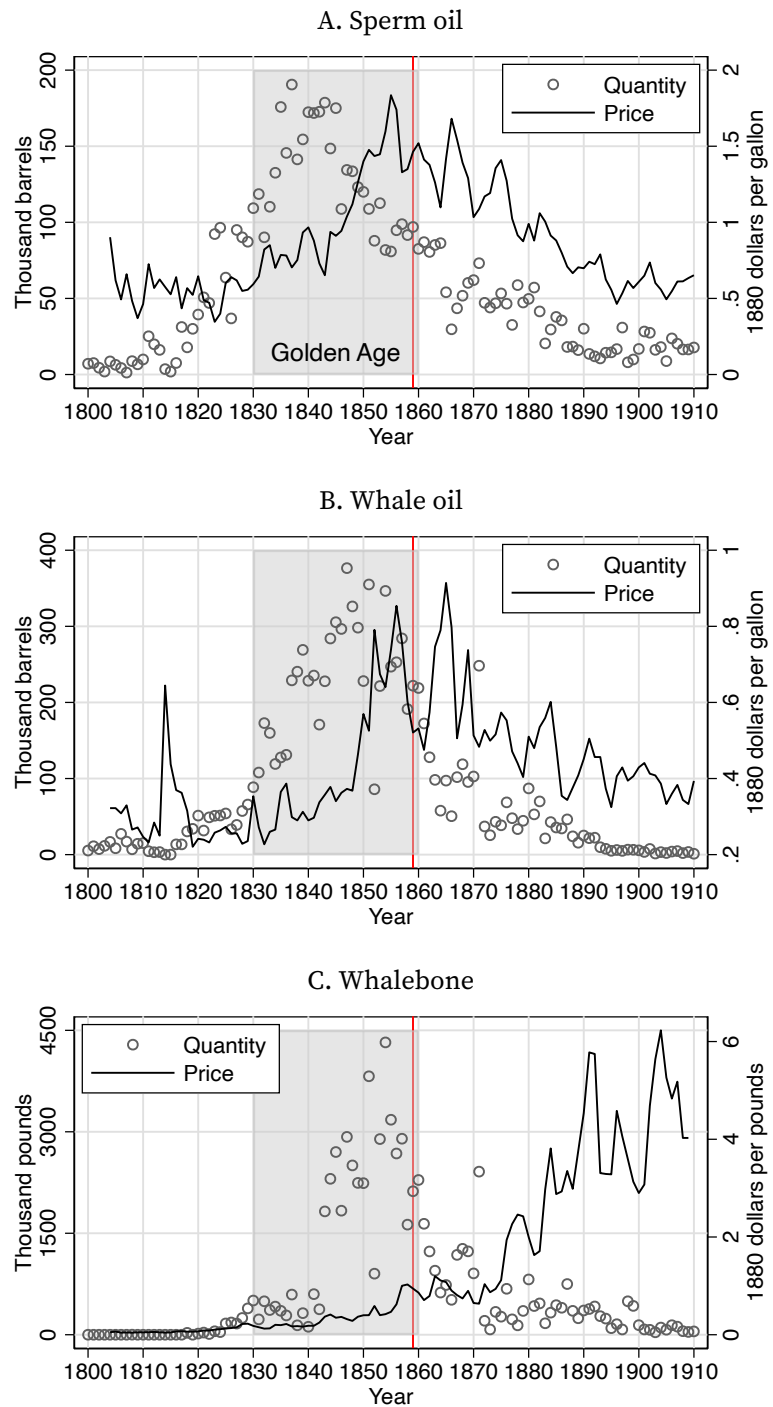 A. Sperm oil
Quantity
Price
Golden Age
Thousand barrels
0 50 100 150 200
1880 dollars per gallon
0 .5 1 1.5 2
1800 1810 1820 1830 1840 1850 1860 1870 1880 1890 1900 1910
Year
B. Whale oil
Quantity
Price
Thousand barrels
0 100 200 300 400
1880 dollars per gallon
.2 .4 .6 .8 1
1800 1810 1820 1830 1840 1850 1860 1870 1880 1890 1900 1910
Year
C. Whalebone
Quantity
Price
Thousand pounds
0 1500 3000 4500
1880 dollars per pounds
0 2 4 6
1800 1810 1820 1830 1840 1850 1860 1870 1880 1890 1900 1910
Year